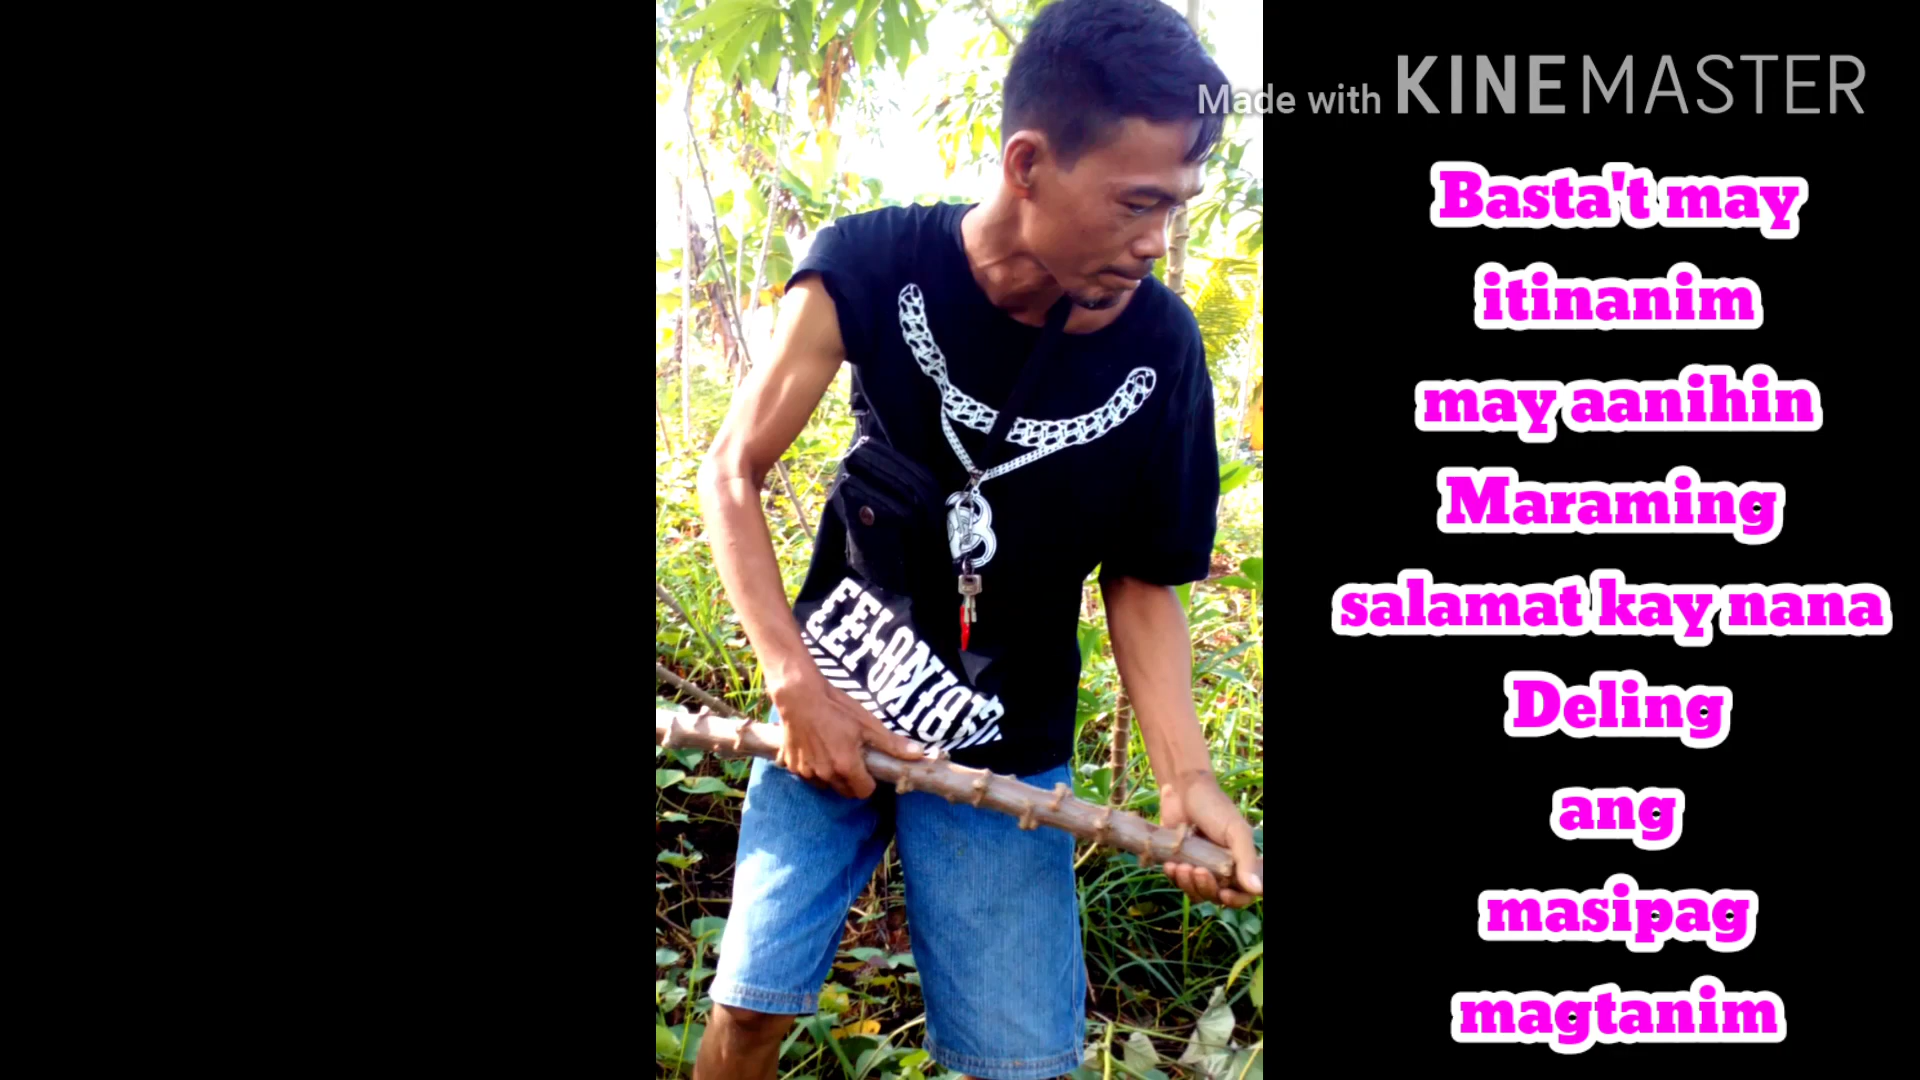 Made with KINEMASTER
Basta't may
itinanim
may aanihin
Maraming
salamat kay nana
Deling
ang
masipag
magtanim